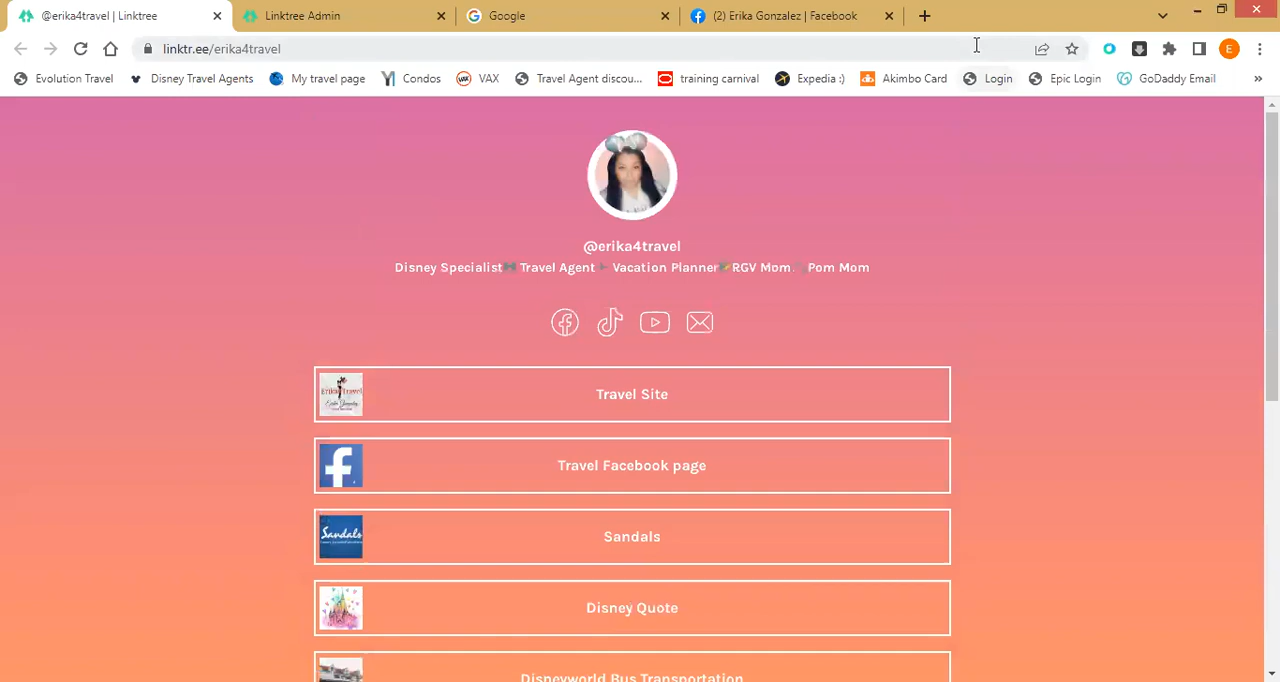 @erika4travel | Linktree
Linktree Admin
Google
(2) Erika Gonzalez | Facebook
linktr.ee/erika4travel
E
Evolution Travel
Disney Travel Agents
My travel page
Condos
VAX
VAX
Travel Agent discou...
training carnival
Expedia :)
Akimbo Card
Login
Epic Login
GoDaddy Email
»
@erika4travel
Disney Specialist Travel Agent Vacation Planner RGV Mom Pom Mom
Travel Site
Travel Facebook page
Sandals
Sandals
Disney Quote
Disneyworld Bus Transportation